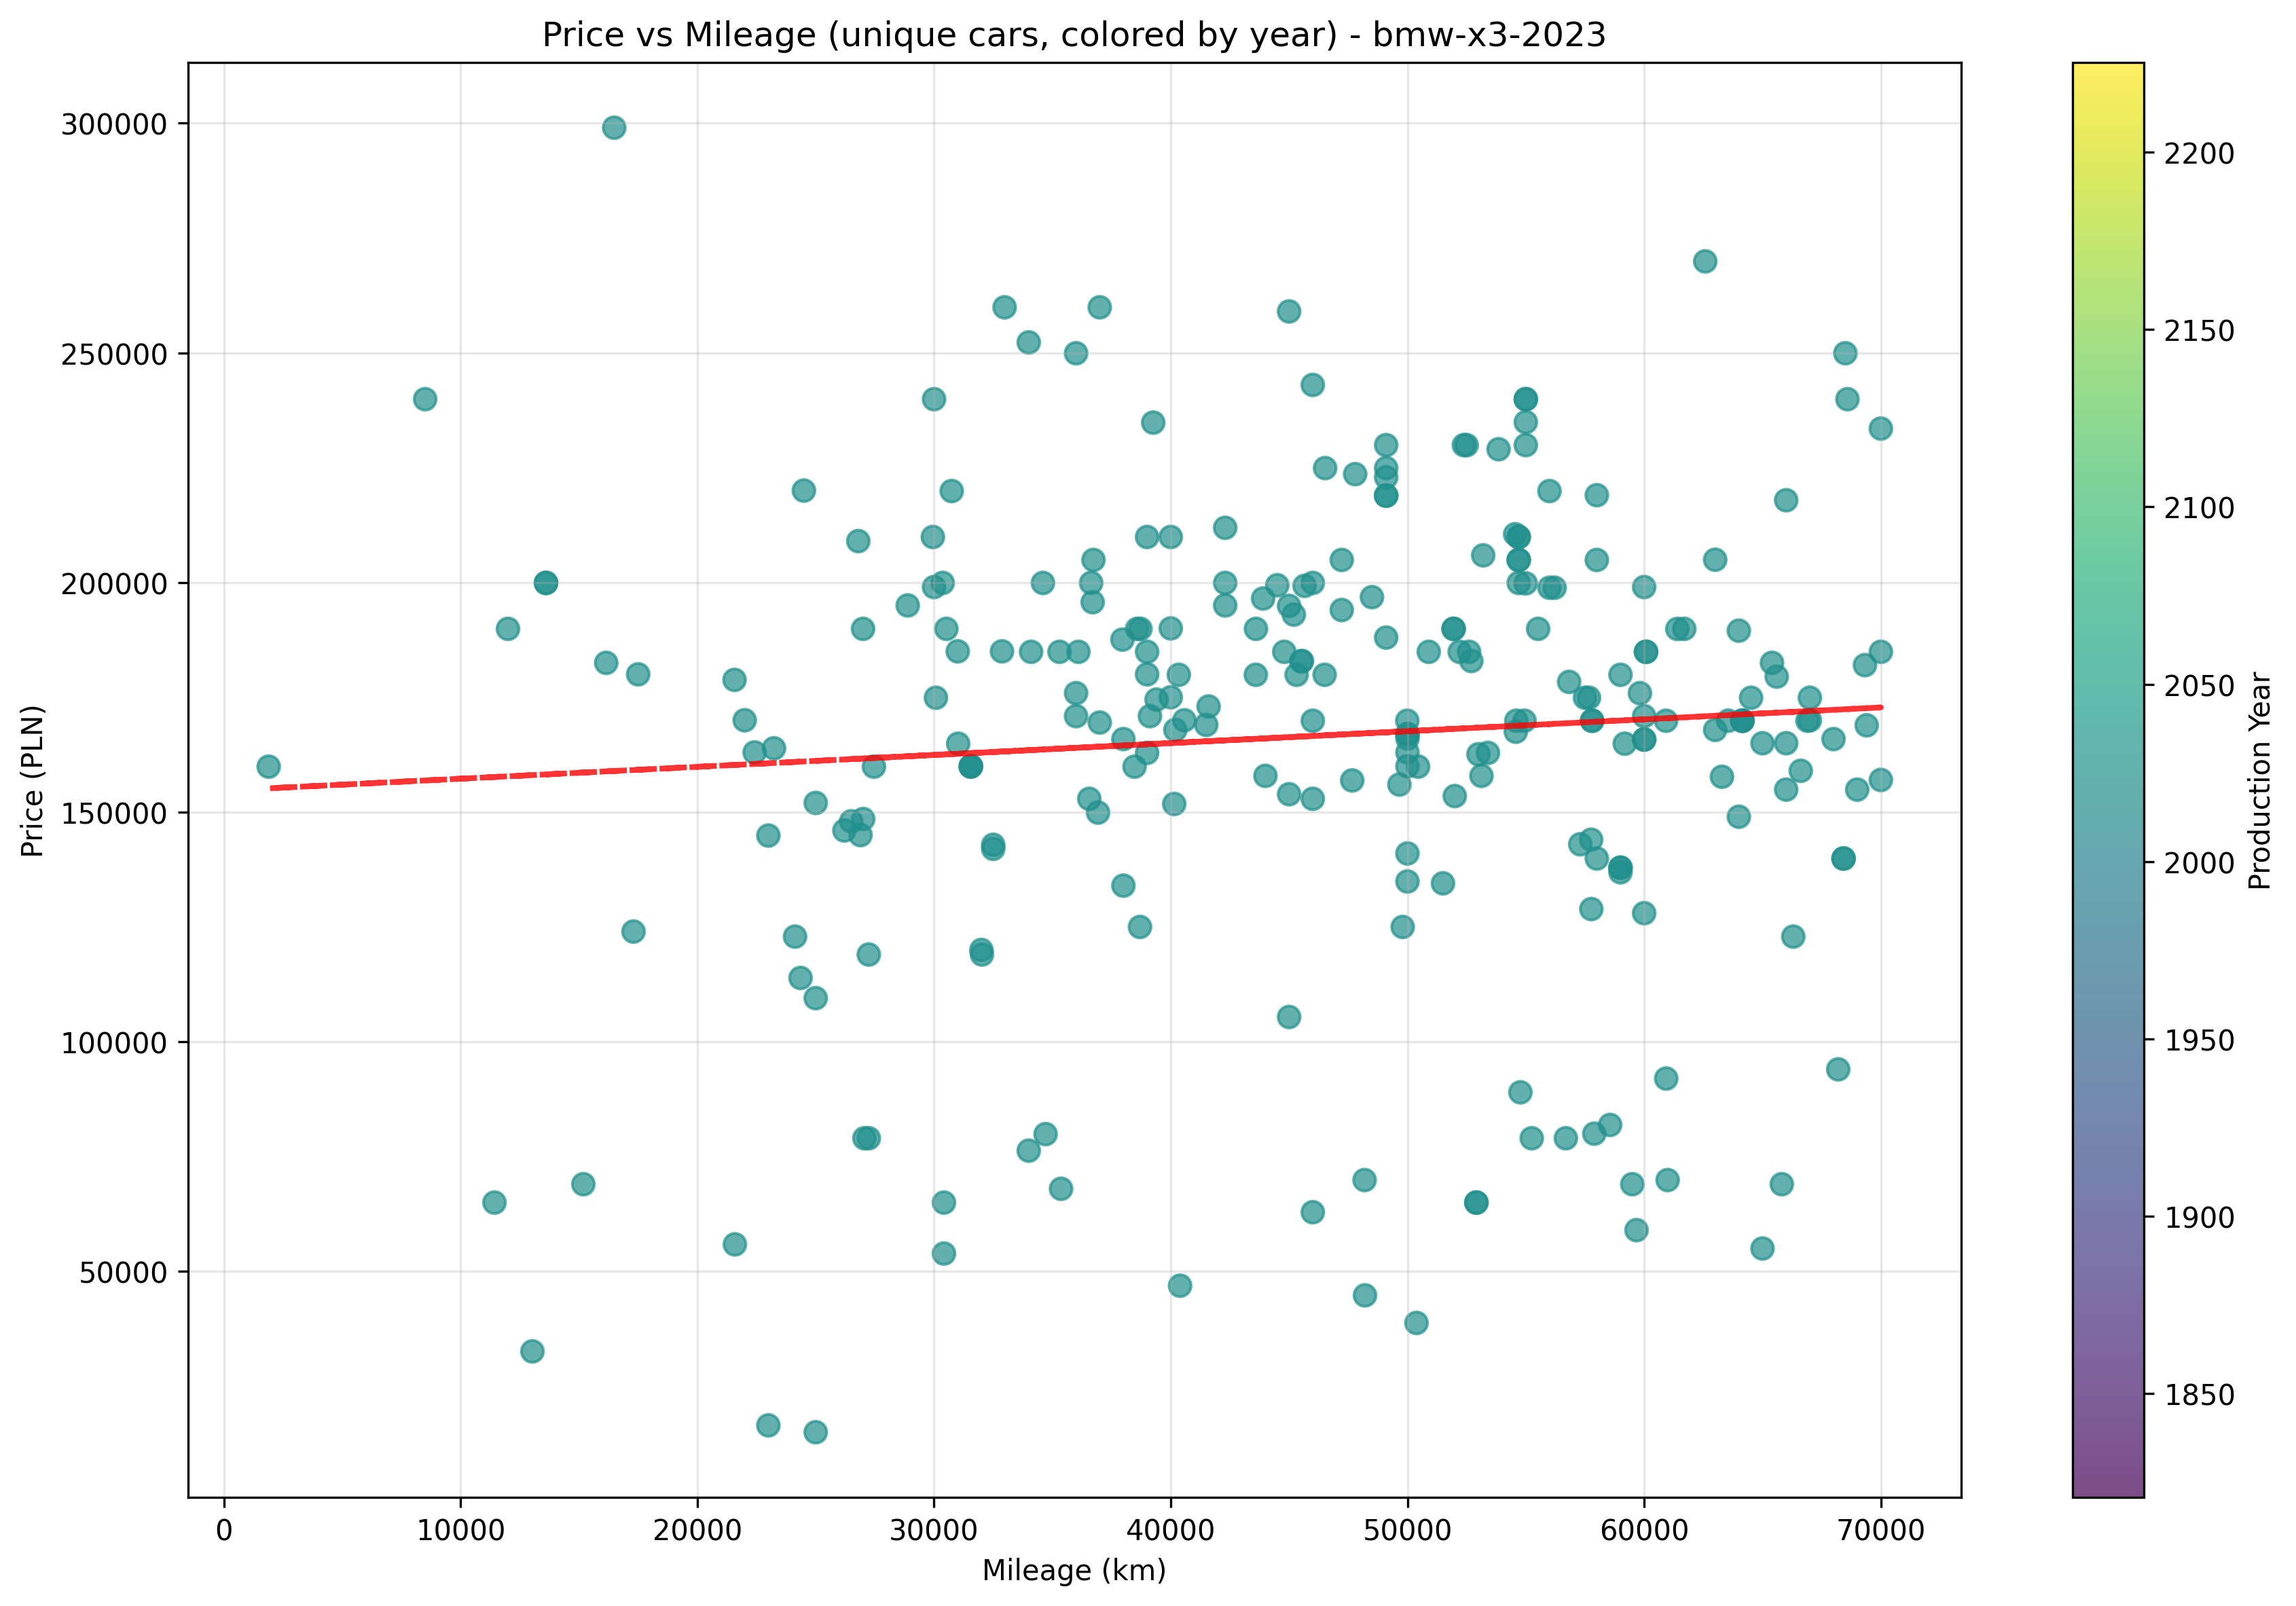 Price vs Mileage (unique cars, colored by year) - bmw-x3-2023
300000
250000
200000
150000
100000
50000
Price (PLN)
0 10000 20000 30000 40000 50000 60000 70000
Mileage (km)
2200
2150
2100
2050
2000
1950
1900
1850
Production Year